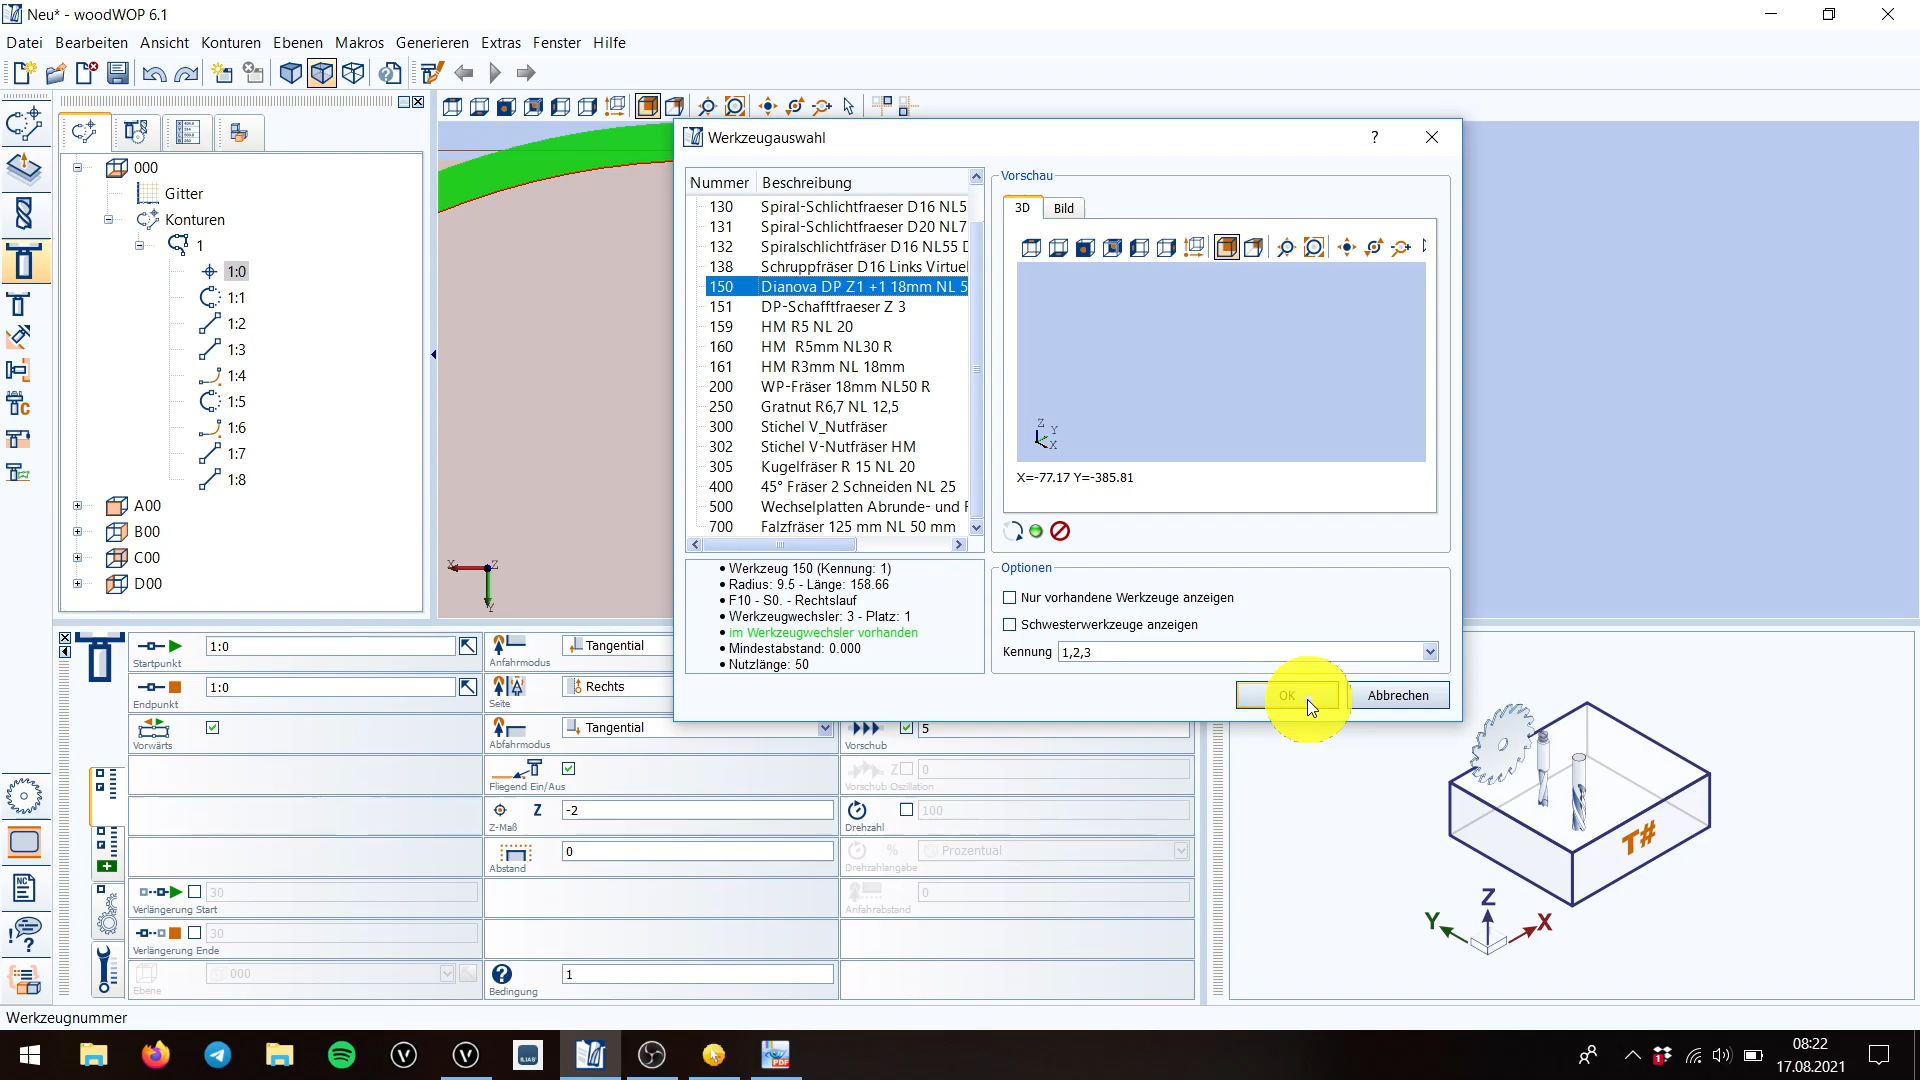 Neu* - woodWOP 6.1
Datei Bearbeiten Ansicht Konturen Ebenen Makros Generieren Extras Fenster Hilfe
000
Gitter
Konturen
1
1:0
1:1
1:2
1:3
1:4
1:5
1:6
1:7
1:8
A00
B00
C00
D00
X Z
Y
Werkzeugauswahl
?
Nummer Beschreibung
130 Spiral-Schlichtfraeser D16 NL5
131 Spiral-Schlichtfraeser D20 NL7
132 Spiralschlichtfräser D16 NL55 D
138 Schruppfräser D16 Links Virtuel
150 Dianova DP Z1 +1 18mm NL 5
151 DP-Schafftfraeser Z 3
159 HM R5 NL 20
160 HM R5mm NL30 R
161 HM R3mm NL 18mm
200 WP-Fräser 18mm NL50 R
250 Gratnut R6,7 NL 12,5
300 Stichel V_Nutfräser
302 Stichel V-Nutfräser HM
305 Kugelfräser R 15 NL 20
400 45° Fräser 2 Schneiden NL 25
500 Wechselplatten Abrunde- und F
700 Falzfräser 125 mm NL 50 mm
• Werkzeug 150 (Kennung: 1)
• Radius: 9.5 - Länge: 158.66
• F10 - S0. - Rechtslauf
• Werkzeugwechsler: 3 - Platz: 1
• im Werkzeugwechsler vorhanden
• Mindestabstand: 0.000
• Nutzlänge: 50
Vorschau
3D Bild
Z
Y
X
X=-77.17 Y=-385.81
Optionen
Nur vorhandene Werkzeuge anzeigen
Schwesterwerkzeuge anzeigen
Kennung 1,2,3
OK Abbrechen
Startpunkt 1:0
Endpunkt 1:0
Vorwärts
Verlängerung Start 30
Verlängerung Ende 30
Ebene 000
Anfahrmodus Tangential
Seite Rechts
Abfahrmodus Tangential
Fliegend Ein/Aus
Z
Z-Maß -2
Abstand 0
Bedingung 1
Vorschub 5
Z
Vorschub Oszillation 0
Drehzahl 100
%
Drehzahlangabe Prozentual
Anfahrabstand 0
T#
Z
Y X
NC
Werkzeugnummer
ILIAS
PDF
1
08:22
17.08.2021